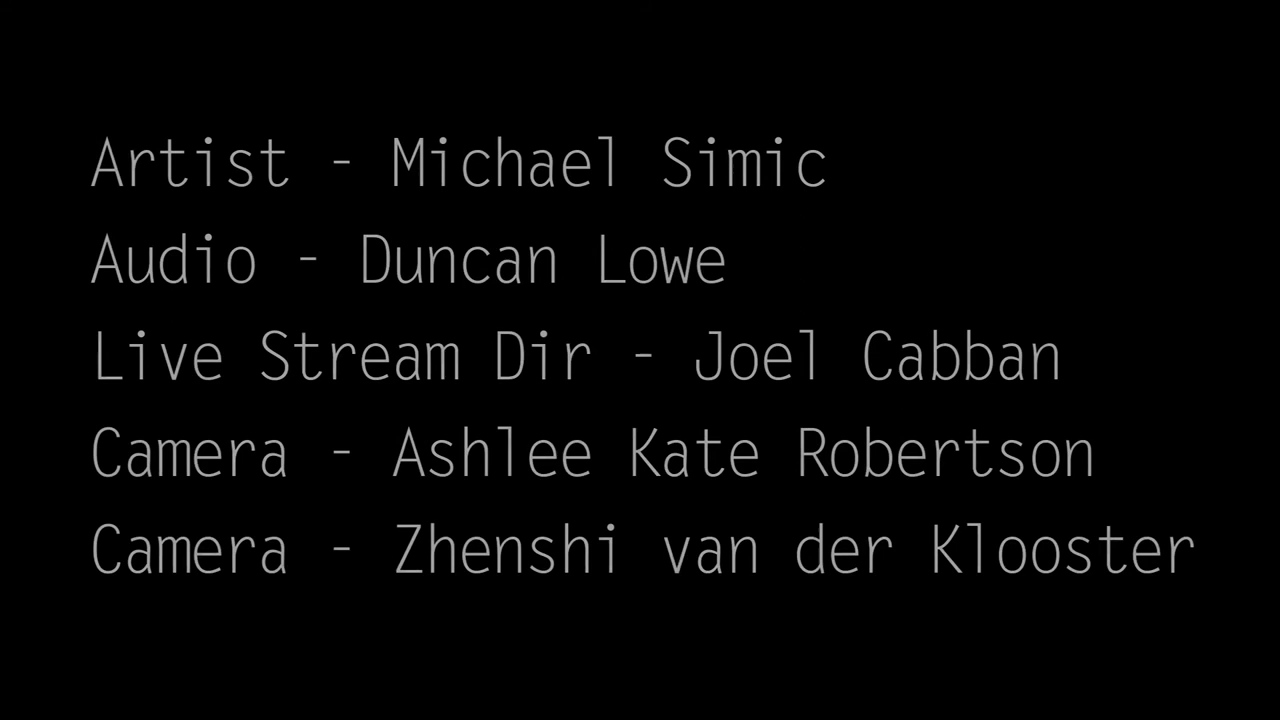 Artist - Michael Simic
Audio - Duncan Lowe
Live Stream Dir - Joel Cabban
Camera - Ashlee Kate Robertson
Camera - Zhenshi van der Klooster